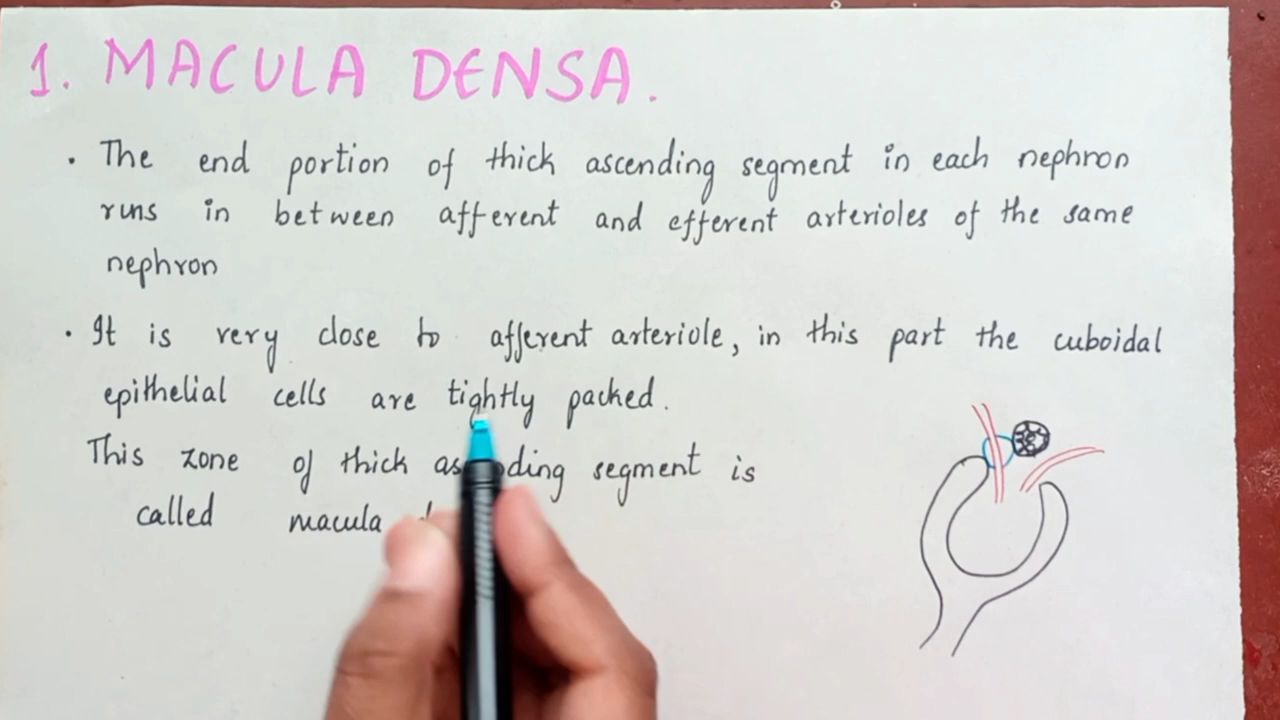 1. MACULA DENSA.
. The end portion of thick ascending segment in each nephron
runs in between afferent and efferent arterioles of the same
nephron
. It is very close to afferent arteriole, in this part the cuboidal
epithelial cells are tightly packed.
This zone of thick segment is
called macula